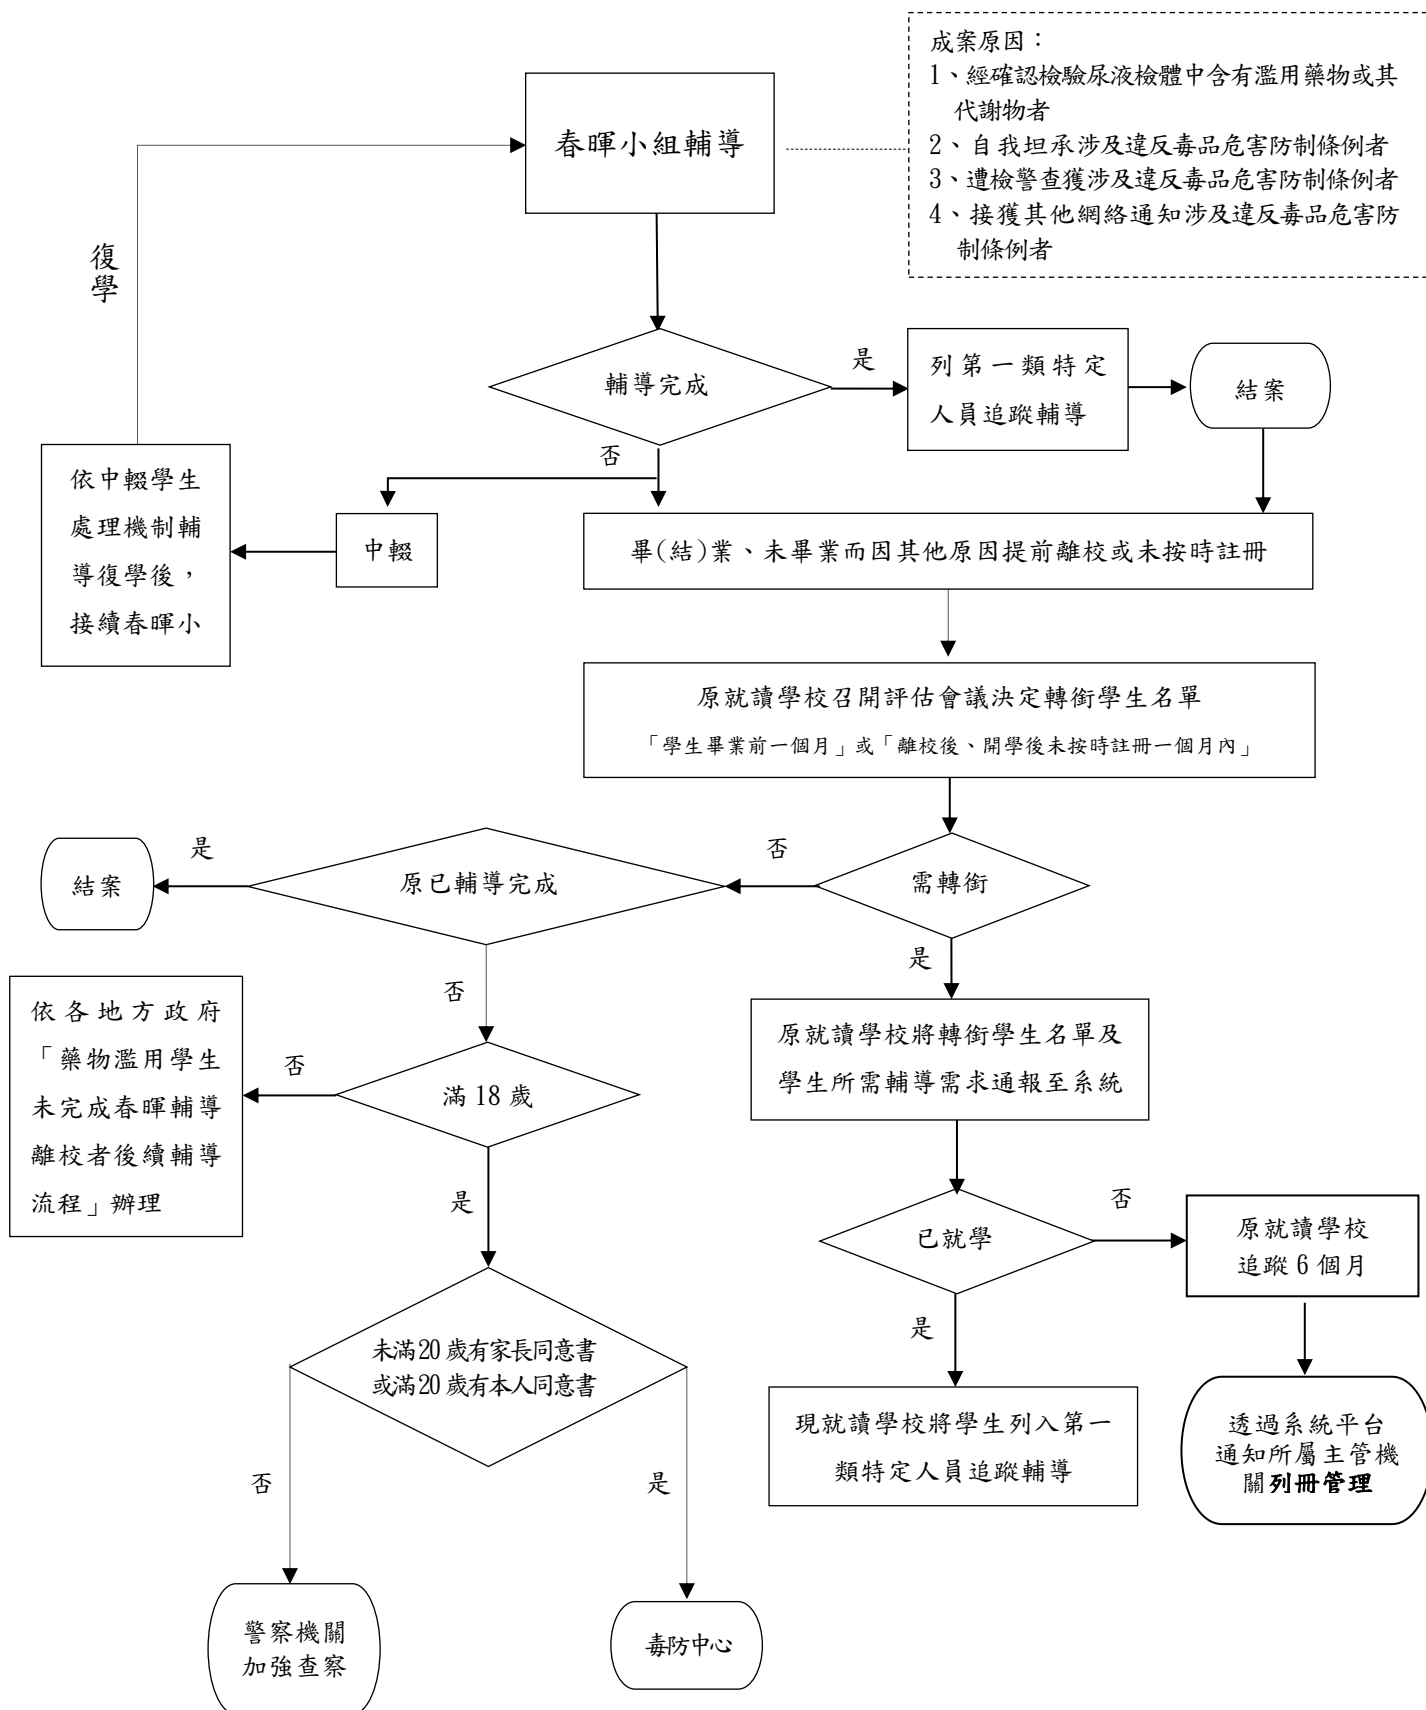 成案原因：
1、經確認檢驗尿液檢體中含有濫用藥物或其
代謝物者
2、自我坦承涉及違反毒品危害防制條例者
3、遭檢警查獲涉及違反毒品危害防制條例者
4、接獲其他網絡通知涉及違反毒品危害防
制條例者
春暉小組輔導
復
學
輔導完成
是
列第一類特定
人員追蹤輔導
結案
否
依中輟學生
處理機制輔
導復學後，
接續春暉小
中輟
畢(結)業、未畢業而因其他原因提前離校或未按時註冊
原就讀學校召開評估會議決定轉銜學生名單
「學生畢業前一個月」或「離校後、開學後未按時註冊一個月內」
結案
是
原已輔導完成
否
需轉銜
是
否
依各地方政府
「藥物濫用學生
未完成春暉輔導
離校者後續輔導
流程」辦理
否
滿18歲
原就讀學校將轉銜學生名單及
學生所需輔導需求通報至系統
是
已就學
否
原就讀學校
追蹤6個月
是
未滿20歲有家長同意書
或滿20歲有本人同意書
現就讀學校將學生列入第一
類特定人員追蹤輔導
透過系統平台
通知所屬主管機
關列冊管理
否
是
警察機關
加強查察
毒防中心